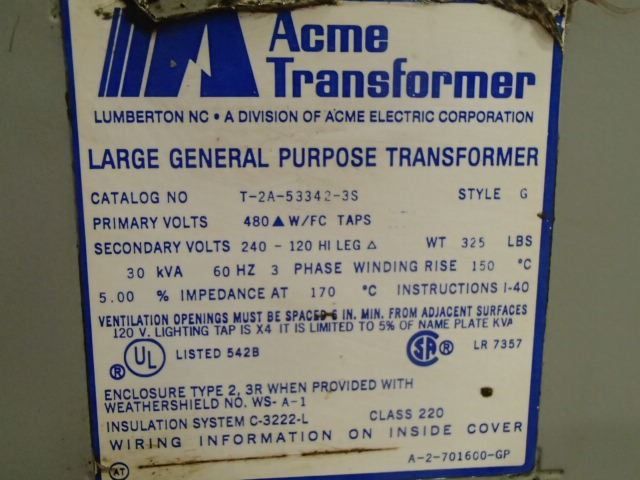 Acme
Transformer
LUMBERTON NC • A DIVISION OF ACME ELECTRIC CORPORATION
LARGE GENERAL PURPOSE TRANSFORMER
CATALOG NO T-2A-53342-3S STYLE G
PRIMARY VOLTS 480 ▲ W/FC TAPS
SECONDARY VOLTS 240 - 120 HI LEG △ WT 325 LBS
30 kVA 60 HZ 3 PHASE WINDING RISE 150 °C
5.00 % IMPEDANCE AT 170 °C INSTRUCTIONS I-40
VENTILATION OPENINGS MUST BE SPACED 6 IN. MIN. FROM ADJACENT SURFACES
120 V. LIGHTING TAP IS X4 IT IS LIMITED TO 5% OF NAME PLATE KVA
® UL LISTED 542B SA ® LR 7357
ENCLOSURE TYPE 2, 3R WHEN PROVIDED WITH
WEATHERSHIELD NO. WS- A-1
INSULATION SYSTEM C-3222-L CLASS 220
WIRING INFORMATION ON INSIDE COVER
AT A-2-701600-GP